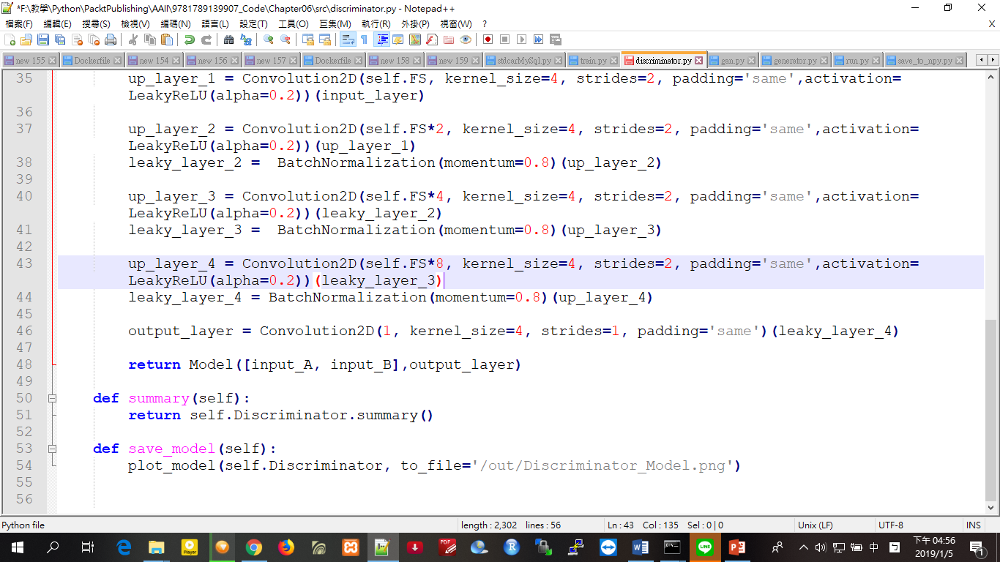 *F:\教學\Python\PacktPublishing\AAII\9781789139907_Code\Chapter06\src\discriminator.py - Notepad++
檔案(F) 編輯(E) 搜尋(S) 檢視(V) 編碼(N) 語言(L) 設定(T) 工具(O) 巨集(M) 執行(R) 外掛(P) 視窗(W) ? X
new 155 Dockerfile new 154 new 156 new 157 Dockerfile new 158 new 159 stdcarMySql.py train.py discriminator.py gan.py generator.py run.py save_to_npy.py
35 up_layer_1 = Convolution2D(self.FS, kernel_size=4, strides=2, padding='same',activation=
LeakyReLU(alpha=0.2))(input_layer)
36
37 up_layer_2 = Convolution2D(self.FS*2, kernel_size=4, strides=2, padding='same',activation=
LeakyReLU(alpha=0.2))(up_layer_1)
38 leaky_layer_2 =  BatchNormalization(momentum=0.8)(up_layer_2)
39
40 up_layer_3 = Convolution2D(self.FS*4, kernel_size=4, strides=2, padding='same',activation=
LeakyReLU(alpha=0.2))(leaky_layer_2)
41 leaky_layer_3 =  BatchNormalization(momentum=0.8)(up_layer_3)
42
43 up_layer_4 = Convolution2D(self.FS*8, kernel_size=4, strides=2, padding='same',activation=
LeakyReLU(alpha=0.2))(leaky_layer_3)
44 leaky_layer_4 = BatchNormalization(momentum=0.8)(up_layer_4)
45
46 output_layer = Convolution2D(1, kernel_size=4, strides=1, padding='same')(leaky_layer_4)
47
48 return Model([input_A, input_B],output_layer)
49
50 def summary(self):
51 return self.Discriminator.summary()
52
53 def save_model(self):
54 plot_model(self.Discriminator, to_file='/out/Discriminator_Model.png')
55
56
Python file length : 2,302 lines : 56 Ln : 43 Col : 135 Sel : 0 | 0 Unix (LF) UTF-8 INS
Player PDF R W LINE P 中 下午 04:56
2019/1/5 1